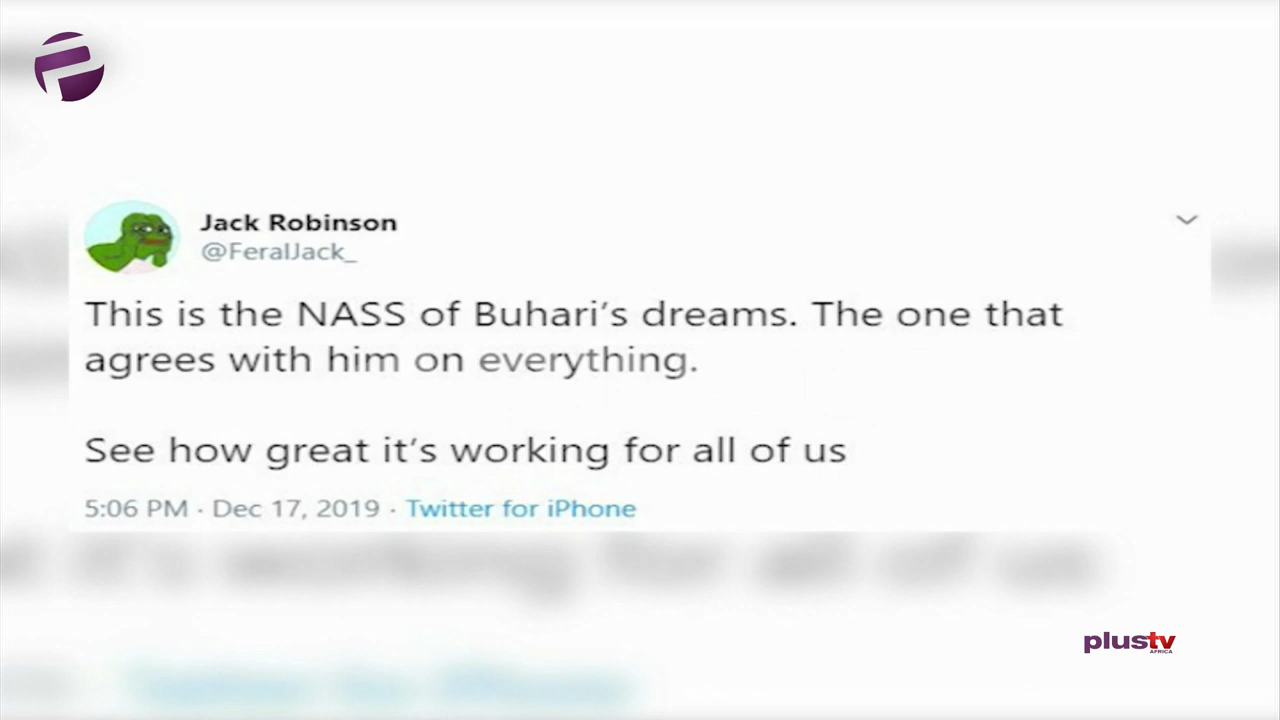 Jack Robinson
@FeralJack_
This is the NASS of Buhari's dreams. The one that
agrees with him on everything.
See how great it's working for all of us
5:06 PM · Dec 17, 2019 · Twitter for iPhone
plustv
AFRICA